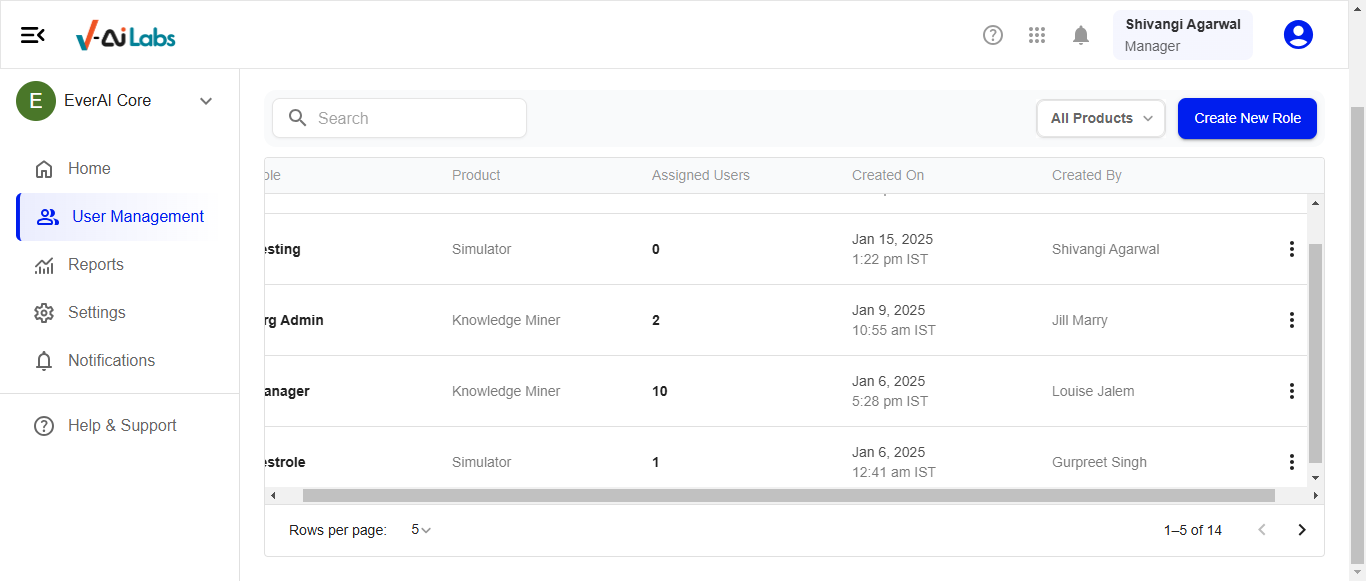 V-Ai Labs
Shivangi Agarwal
Manager
E
EverAI Core
Home
User Management
Reports
Settings
Notifications
Help & Support
Search
All Products
Create New Role
ole Product Assigned Users Created On Created By
esting Simulator 0 Jan 15, 2025 1:22 pm IST Shivangi Agarwal
rg Admin Knowledge Miner 2 Jan 9, 2025 10:55 am IST Jill Marry
anager Knowledge Miner 10 Jan 6, 2025 5:28 pm IST Louise Jalem
estrole Simulator 1 Jan 6, 2025 12:41 am IST Gurpreet Singh
Rows per page: 5 1–5 of 14